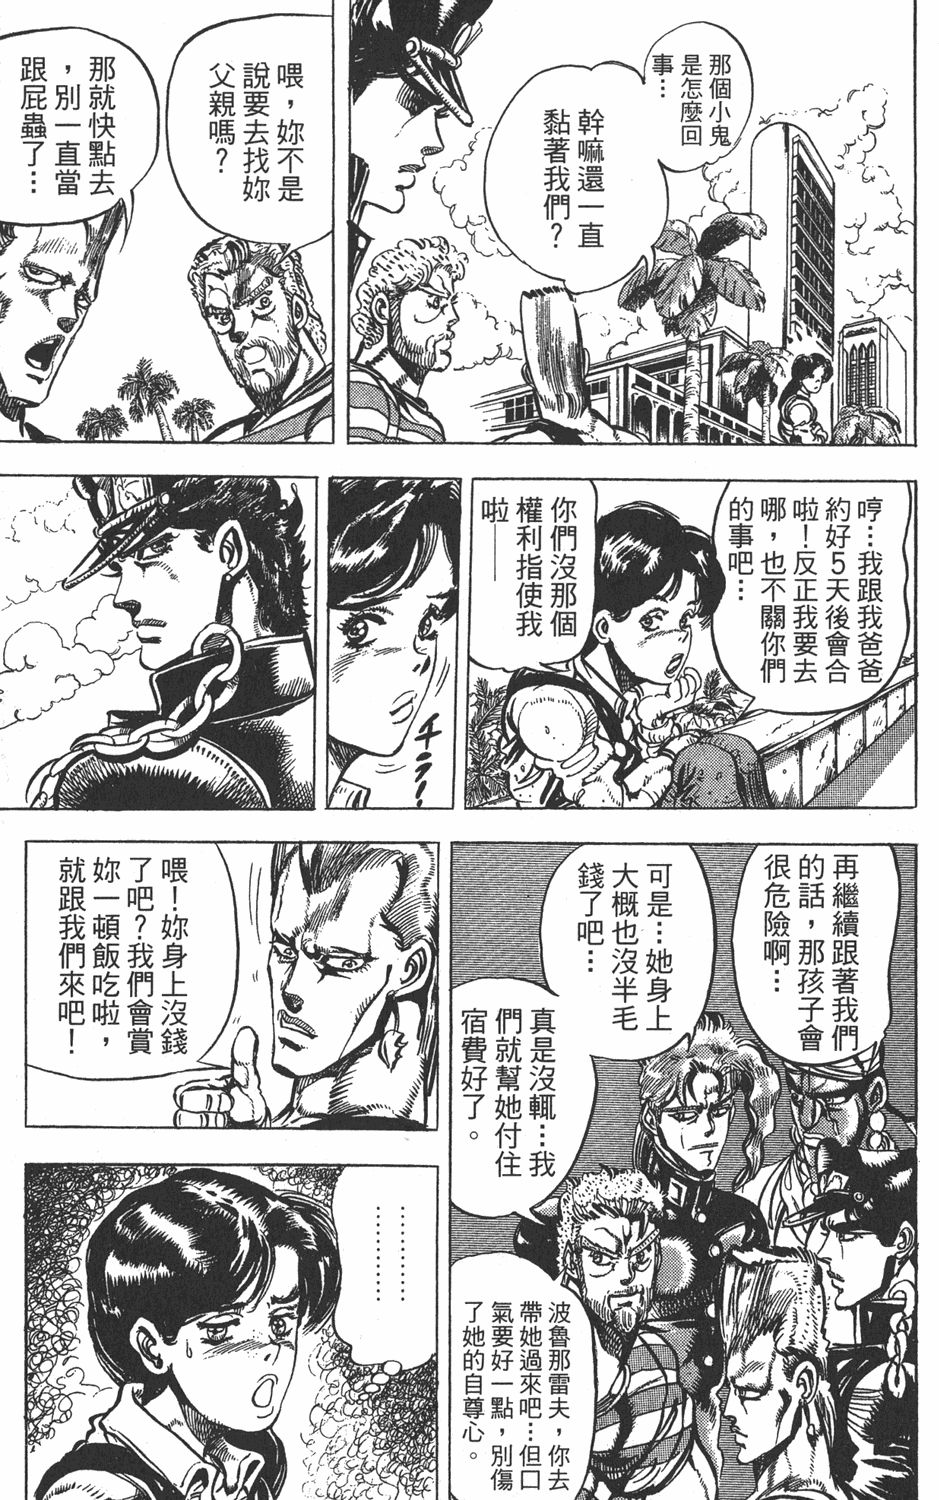 那個小鬼
是怎麼回
事…
幹嘛還一直
黏著我們？
喂，妳不是
說要去找妳
父親嗎？
那就快點去
，別一直當
跟屁蟲了…
哼…我跟我爸爸
約好5天後會合
啦！反正我要去
哪，也不關你們
的事吧…
你們沒那個
權利指使我
啦——
チラッ
再繼續跟著我們
的話，那孩子會
很危險啊…
可是…她身上
大概也沒半毛
錢了吧…
真是沒輒…我
們就幫她付住
宿費好了。
波魯那雷夫，你去
帶她過來吧…但口
氣要好一點，別傷
了她的自尊心。
喂！妳身上沒錢
了吧？我們會賞
妳一頓飯吃啦，
就跟我們來吧！
………
………